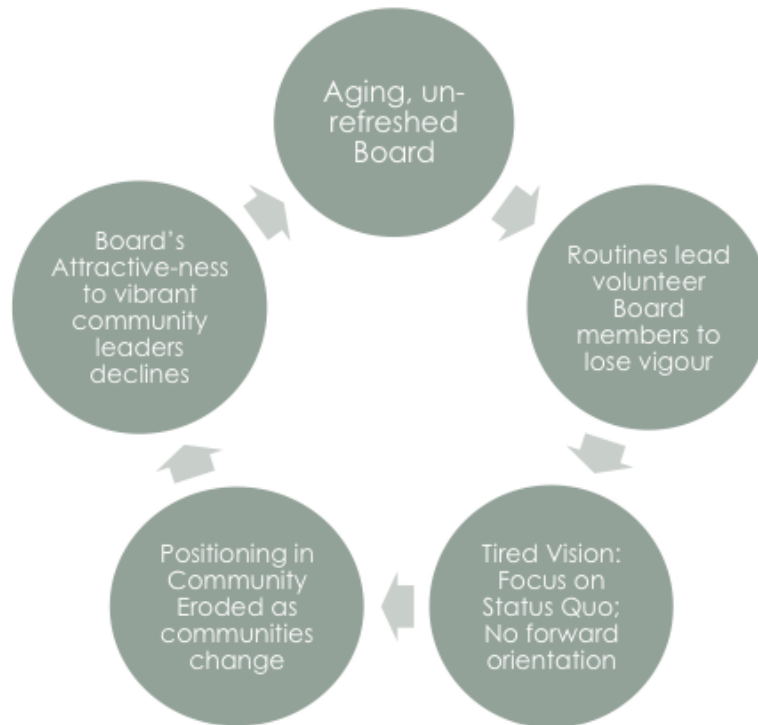 Aging, un-
refreshed
Board
Routines lead
volunteer
Board
members to
lose vigour
Tired Vision:
Focus on
Status Quo;
No forward
orientation
Positioning in
Community
Eroded as
communities
change
Board’s
Attractive-ness
to vibrant
community
leaders
declines